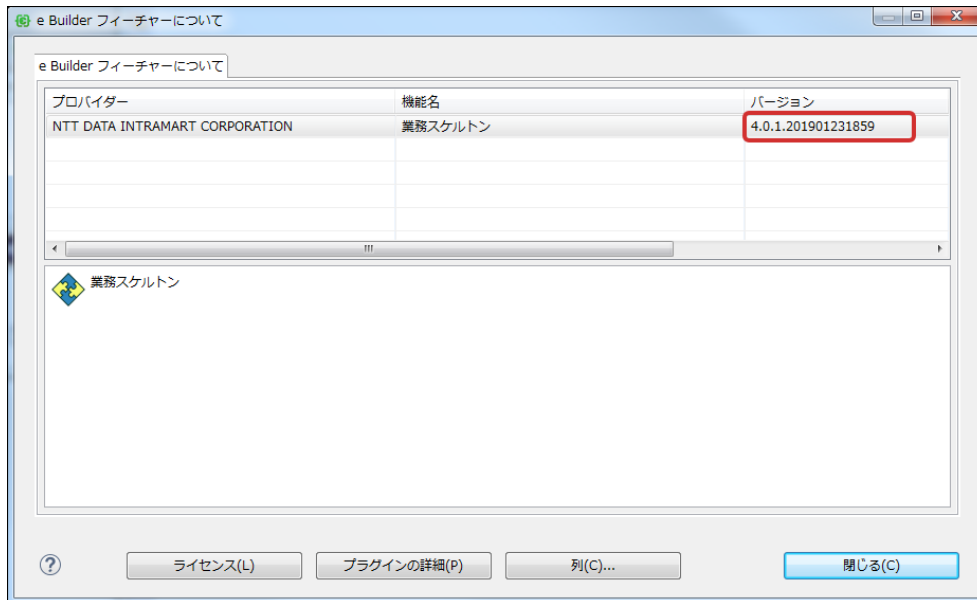 e Builder フィーチャーについて
e Builder フィーチャーについて
プロバイダー 機能名 バージョン
NTT DATA INTRAMART CORPORATION 業務スケルトン 4.0.1.201901231859
業務スケルトン
ライセンス(L) プラグインの詳細(P) 列(C)... 閉じる(C)